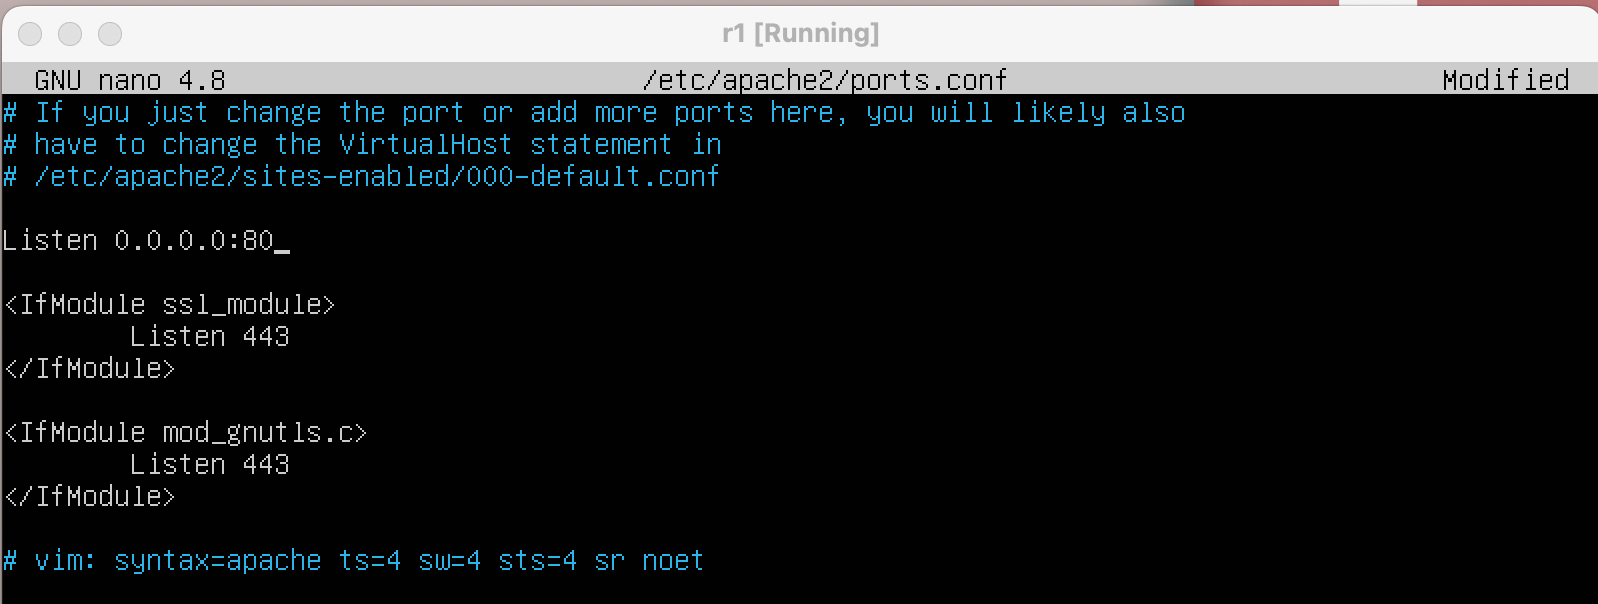 r1 [Running]
GNU nano 4.8 /etc/apache2/ports.conf Modified
# If you just change the port or add more ports here, you will likely also
# have to change the VirtualHost statement in
# /etc/apache2/sites-enabled/000-default.conf
Listen 0.0.0.0:80_
<IfModule ssl_module>
Listen 443
</IfModule>
<IfModule mod_gnutls.c>
Listen 443
</IfModule>
# vim: syntax=apache ts=4 sw=4 sts=4 sr noet